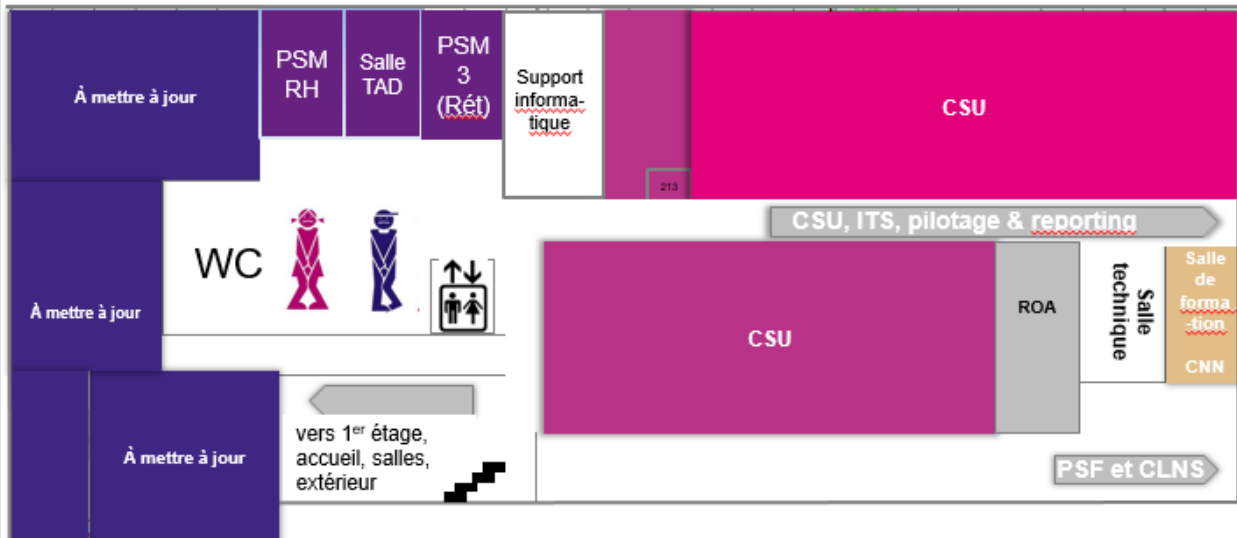 À mettre à jour
PSM
RH
Salle
TAD
PSM
3
(Rét)
Support
informa-
tique
213
CSU
CSU, ITS, pilotage & reporting
À mettre à jour
WC
CSU
ROA
Salle
technique
Salle
de
forma
-tion
CNN
À mettre à jour
vers 1er étage,
accueil, salles,
extérieur
PSF et CLNS